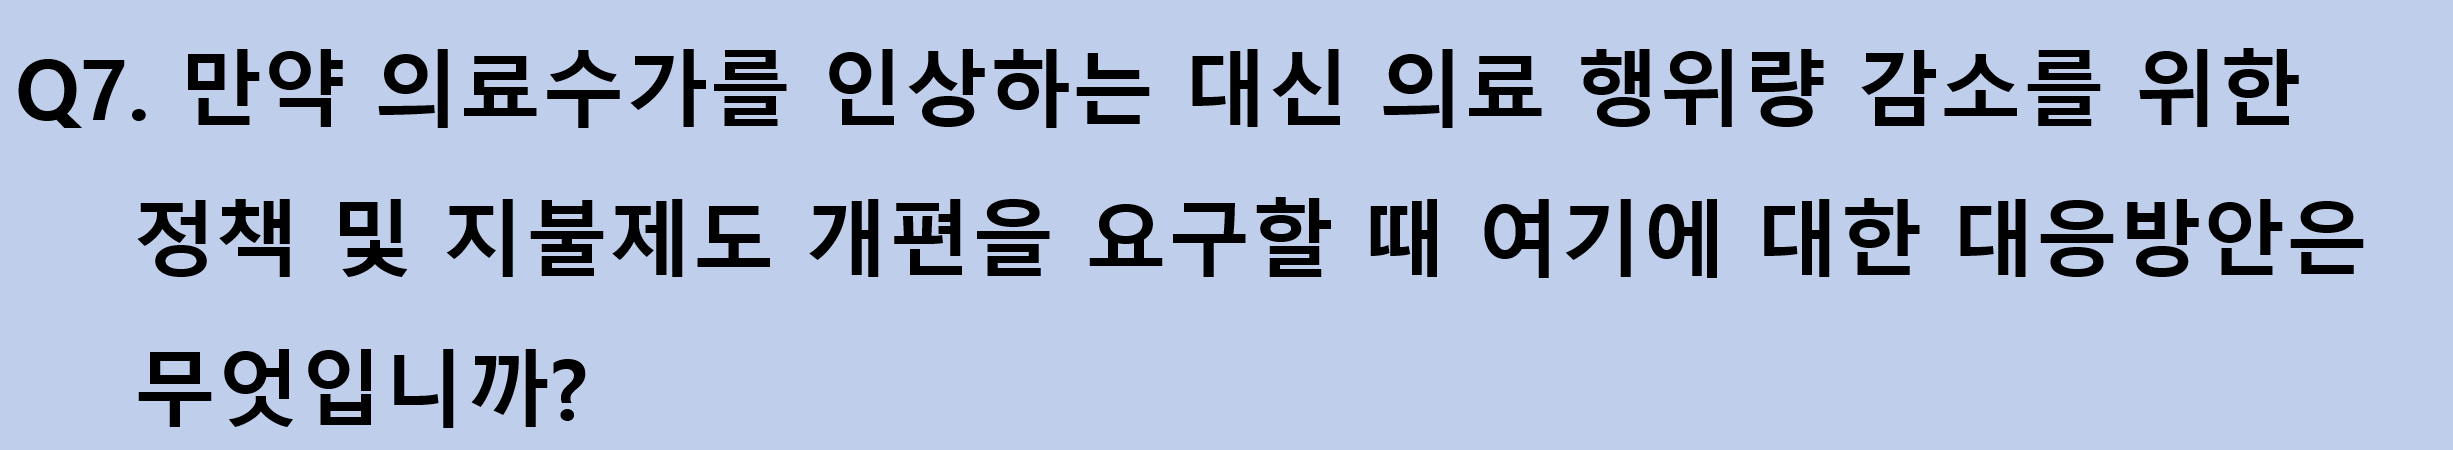 Q7. 만약 의료수가를 인상하는 대신 의료 행위량 감소를 위한
정책 및 지불제도 개편을 요구할 때 여기에 대한 대응방안은
무엇입니까?